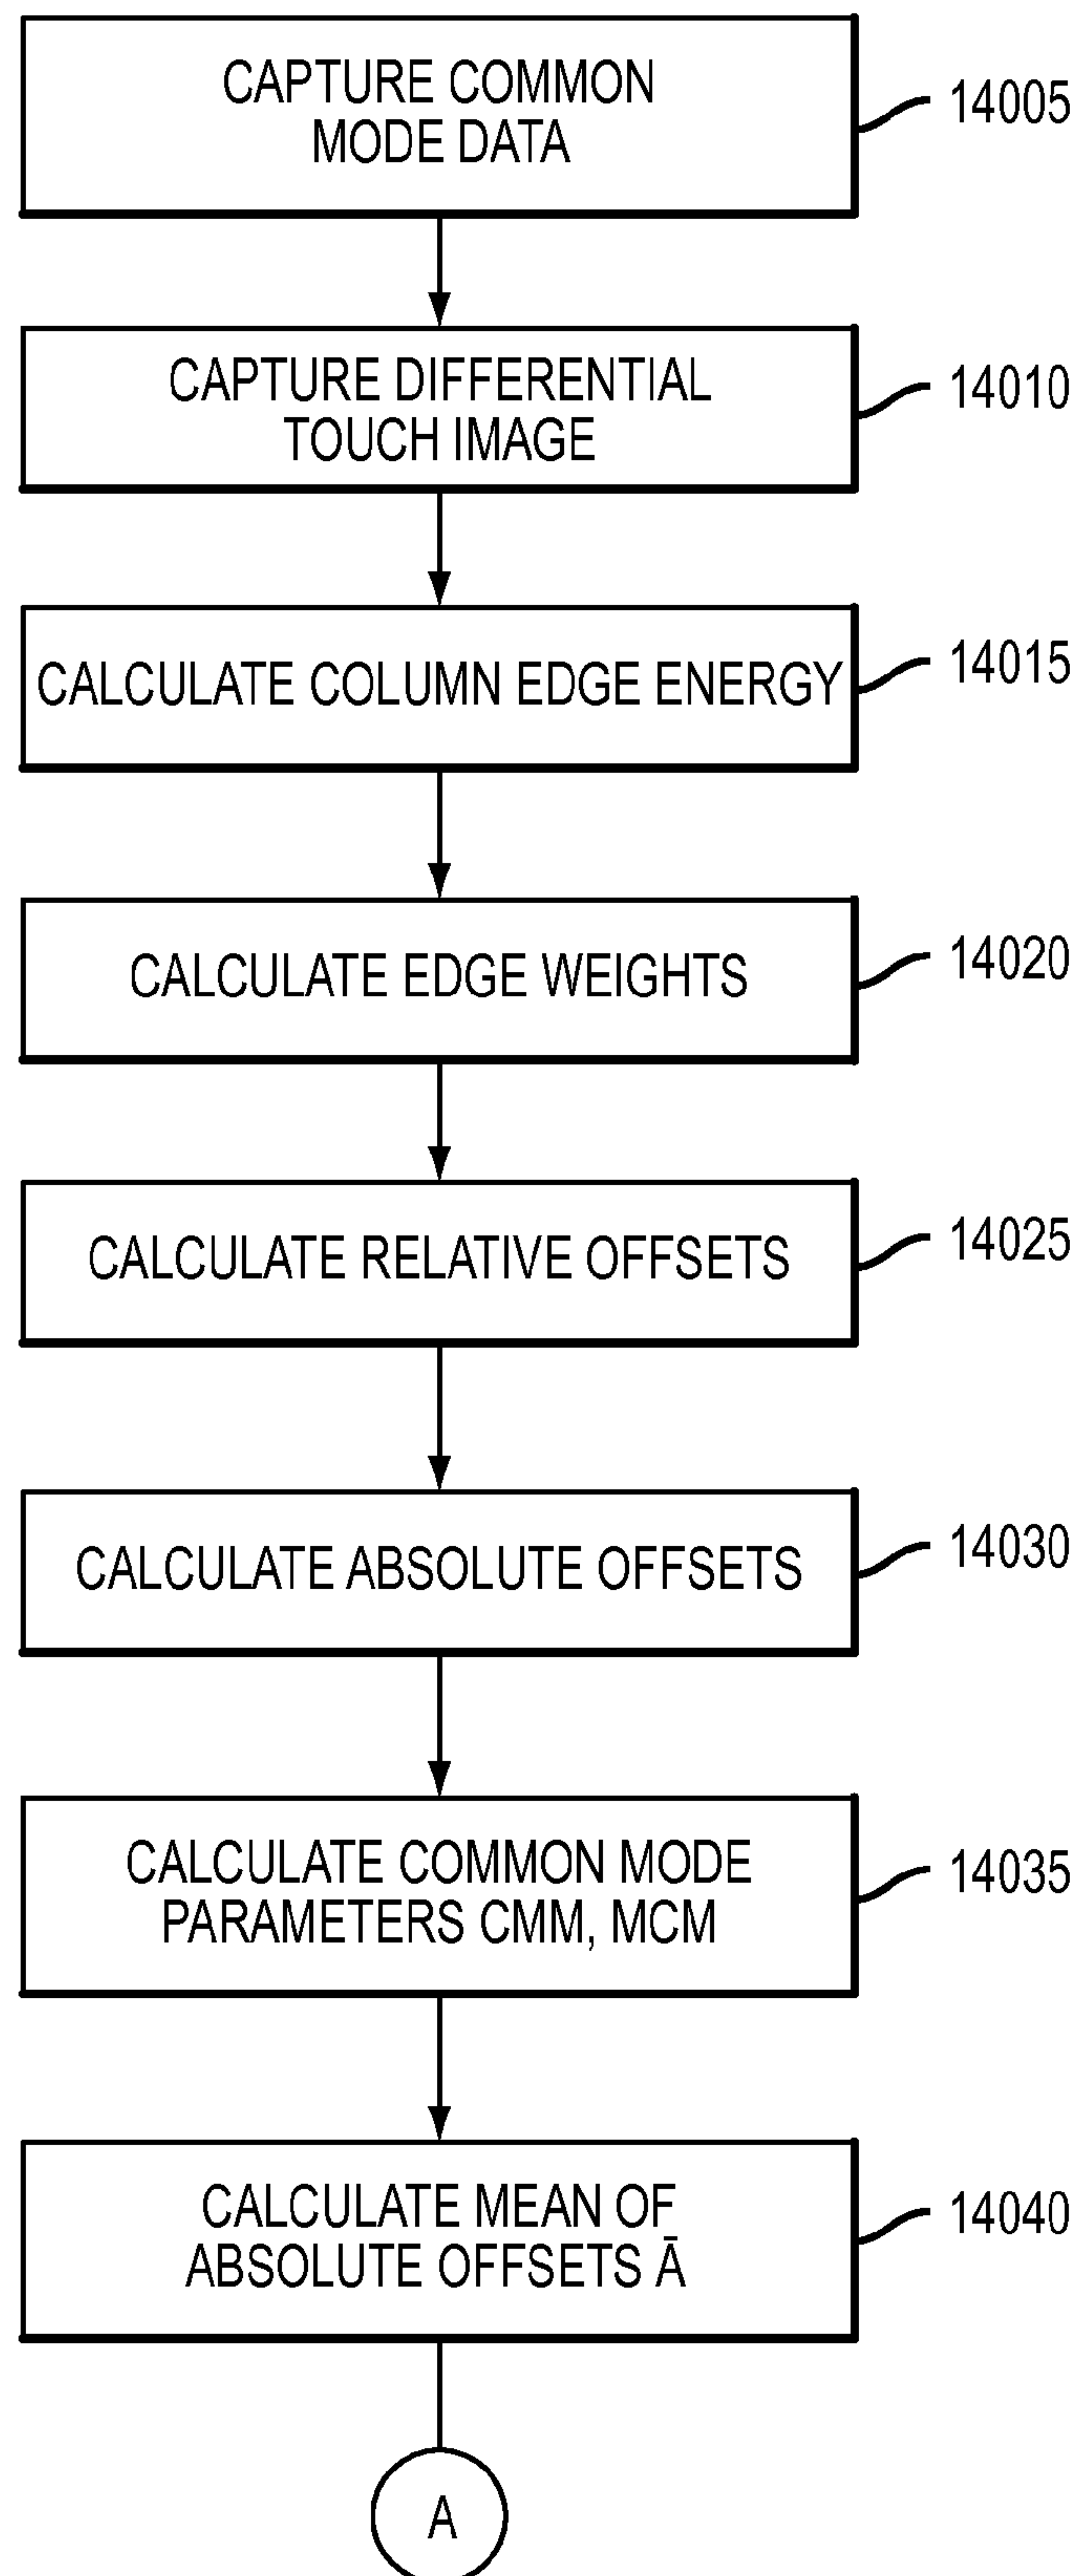 CAPTURE COMMON
MODE DATA
14005
CAPTURE DIFFERENTIAL
TOUCH IMAGE
14010
CALCULATE COLUMN EDGE ENERGY
14015
CALCULATE EDGE WEIGHTS
14020
CALCULATE RELATIVE OFFSETS
14025
CALCULATE ABSOLUTE OFFSETS
14030
CALCULATE COMMON MODE
PARAMETERS CMM, MCM
14035
CALCULATE MEAN OF
ABSOLUTE OFFSETS Ā
14040
A